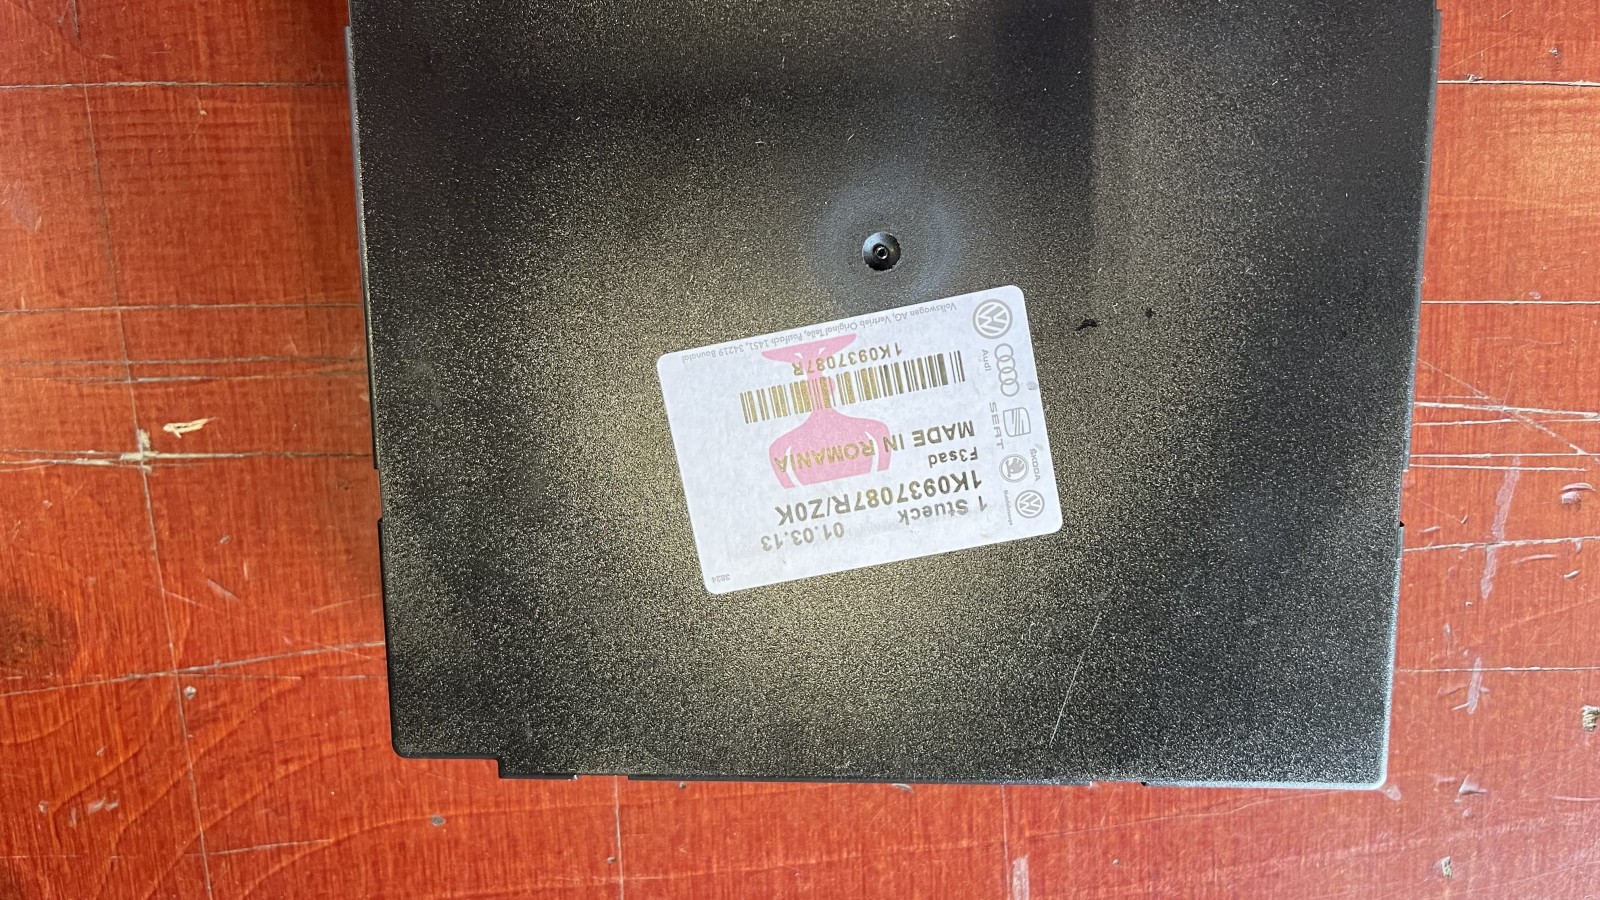 3824
01.03.13
1 Stueck
1K0937087R/Z0K
F3sad
MADE IN ROMANIA
1K0937087R
Volkswagen AG, Vertrieb Original Teile, Postfach 1451, 34219 Baunatal
ŠKODA
SEAT
Audi